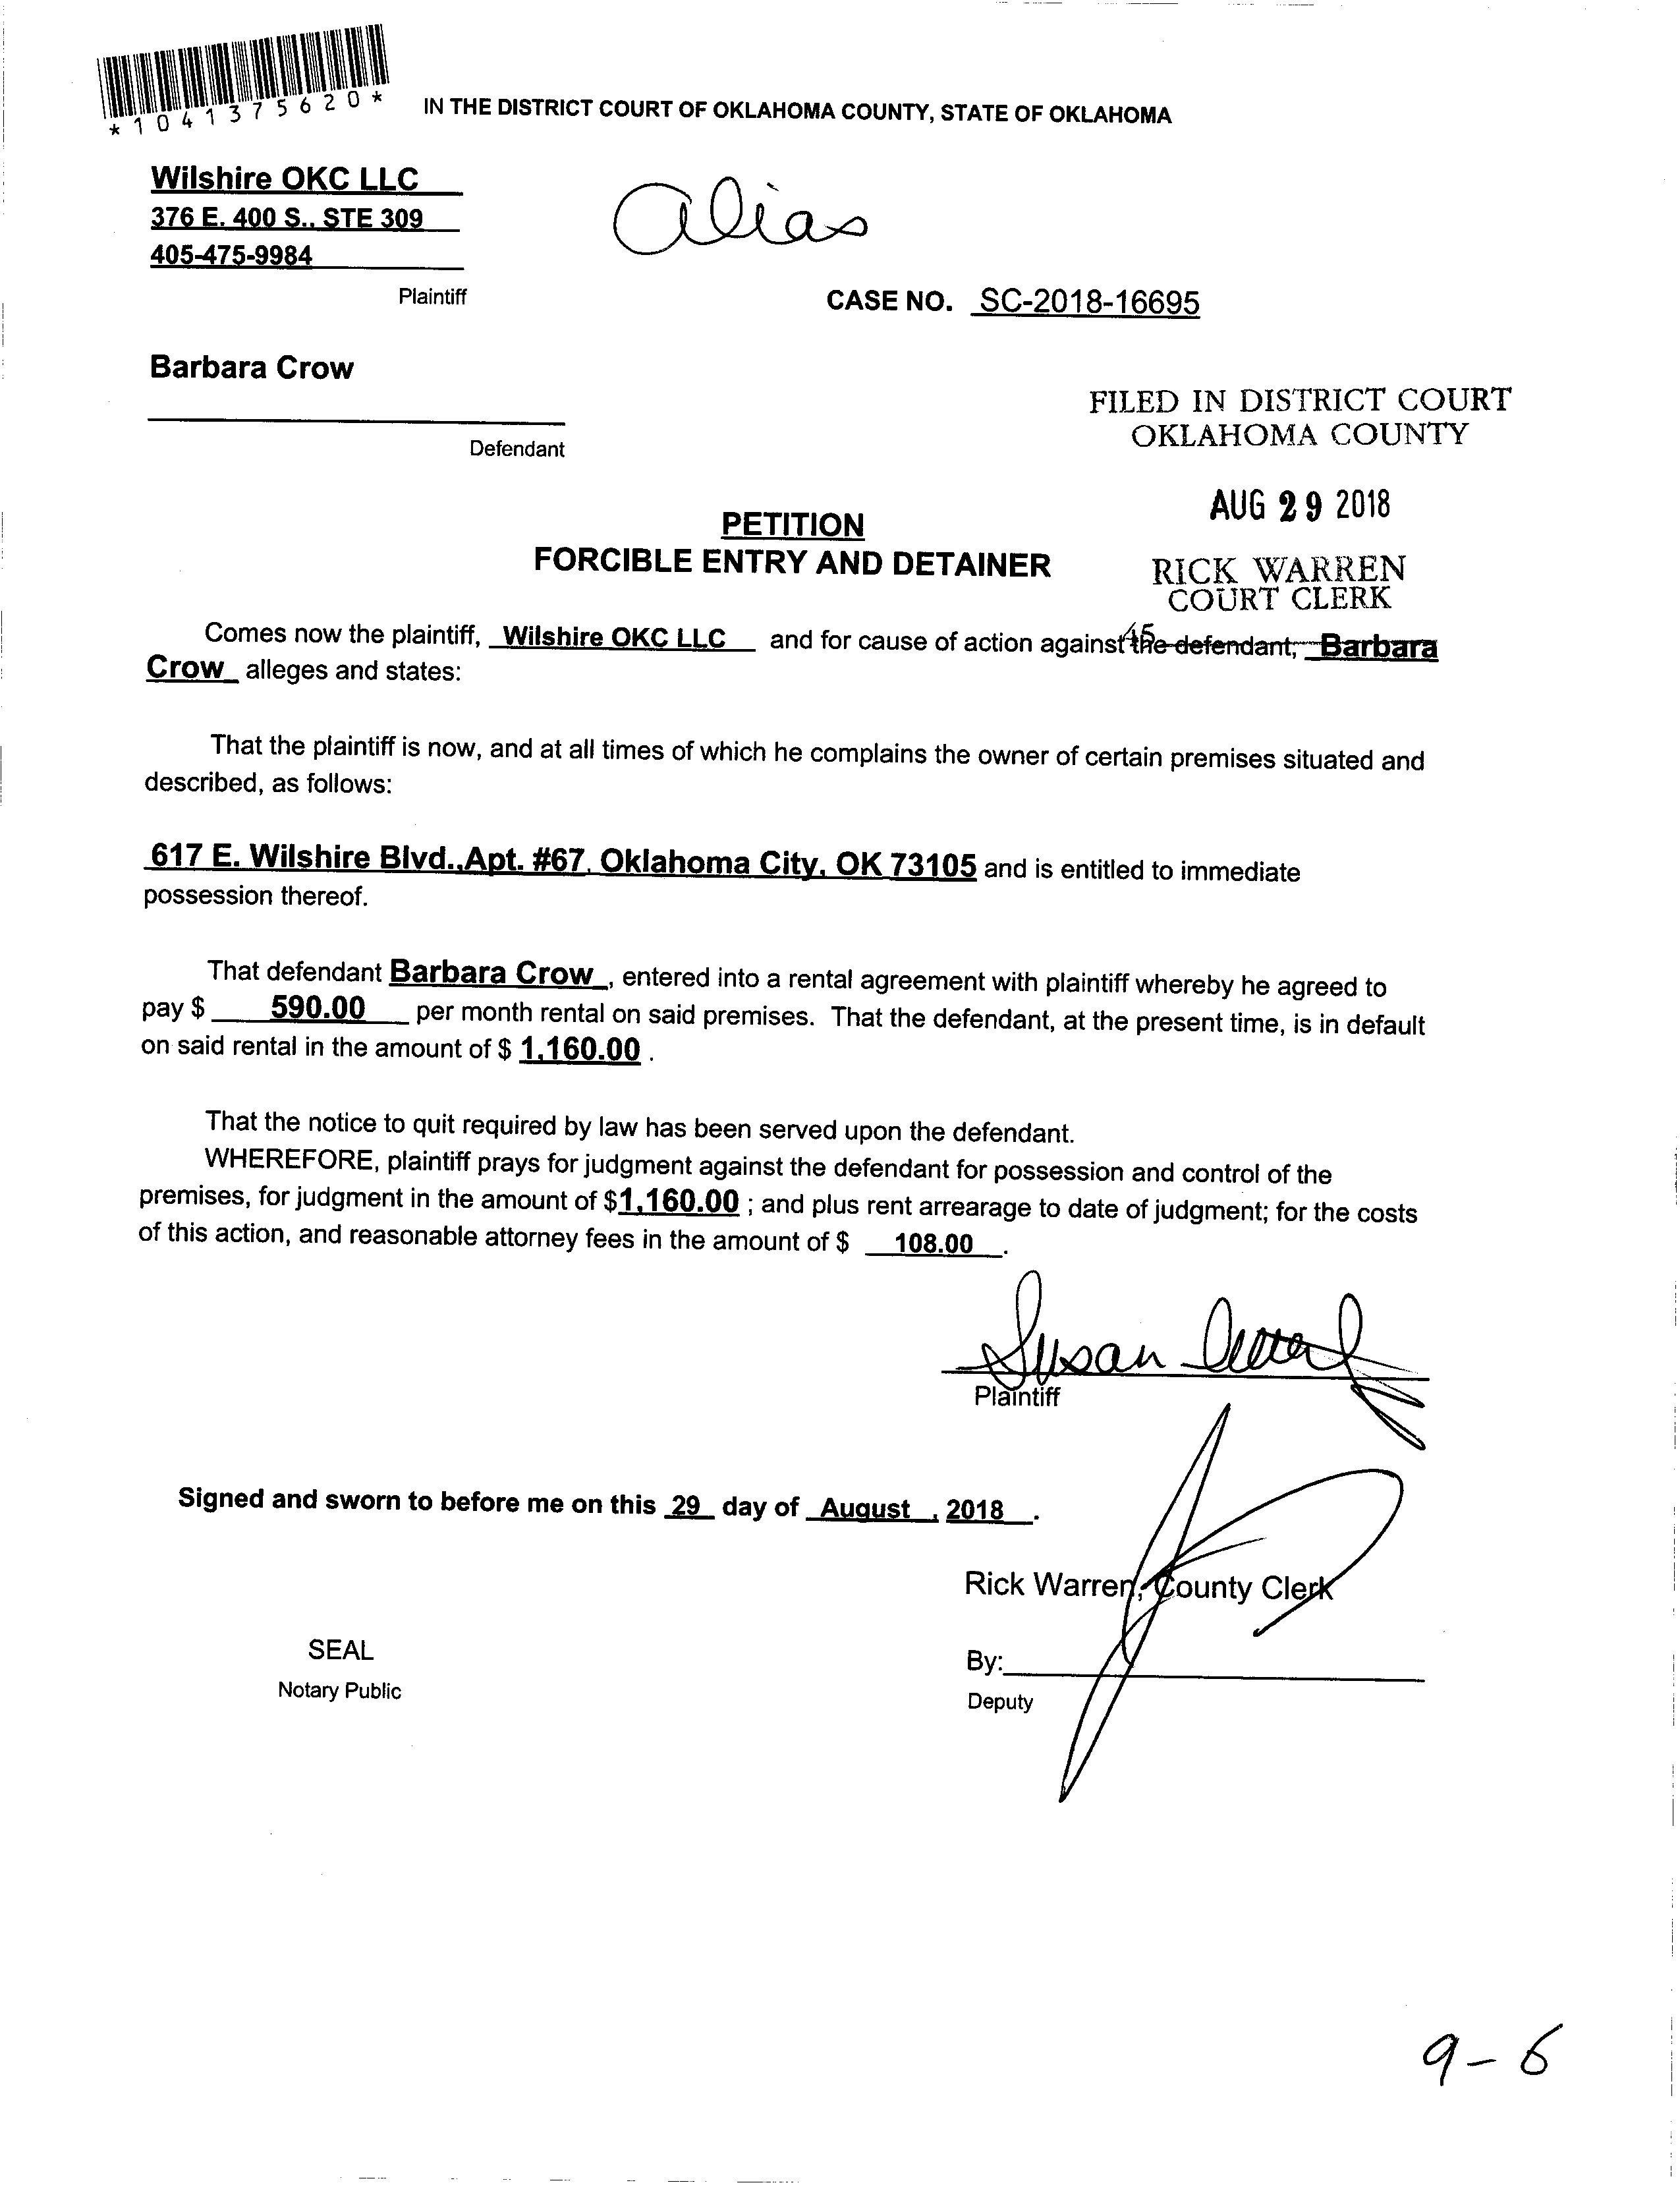 *1041375620*
IN THE DISTRICT COURT OF OKLAHOMA COUNTY, STATE OF OKLAHOMA
Wilshire OKC LLC
376 E. 400 S., STE 309
405-475-9984
Plaintiff
alias
CASE NO. SC-2018-16695
Barbara Crow
Defendant
FILED IN DISTRICT COURT
OKLAHOMA COUNTY
AUG 29 2018
RICK WARREN
COURT CLERK
PETITION
FORCIBLE ENTRY AND DETAINER
45
Comes now the plaintiff, Wilshire OKC LLC and for cause of action against the defendant, Barbara
Crow alleges and states:
That the plaintiff is now, and at all times of which he complains the owner of certain premises situated and
described, as follows:
617 E. Wilshire Blvd.,Apt. #67, Oklahoma City, OK 73105 and is entitled to immediate
possession thereof.
That defendant Barbara Crow , entered into a rental agreement with plaintiff whereby he agreed to
pay $ 590.00 per month rental on said premises. That the defendant, at the present time, is in default
on said rental in the amount of $ 1,160.00 .
That the notice to quit required by law has been served upon the defendant.
WHEREFORE, plaintiff prays for judgment against the defendant for possession and control of the
premises, for judgment in the amount of $1,160.00 ; and plus rent arrearage to date of judgment; for the costs
of this action, and reasonable attorney fees in the amount of $ 108.00 .
Susan
Plaintiff
Signed and sworn to before me on this 29 day of August , 2018 .
Rick Warren, County Clerk
SEAL
Notary Public
By:
Deputy
9-6